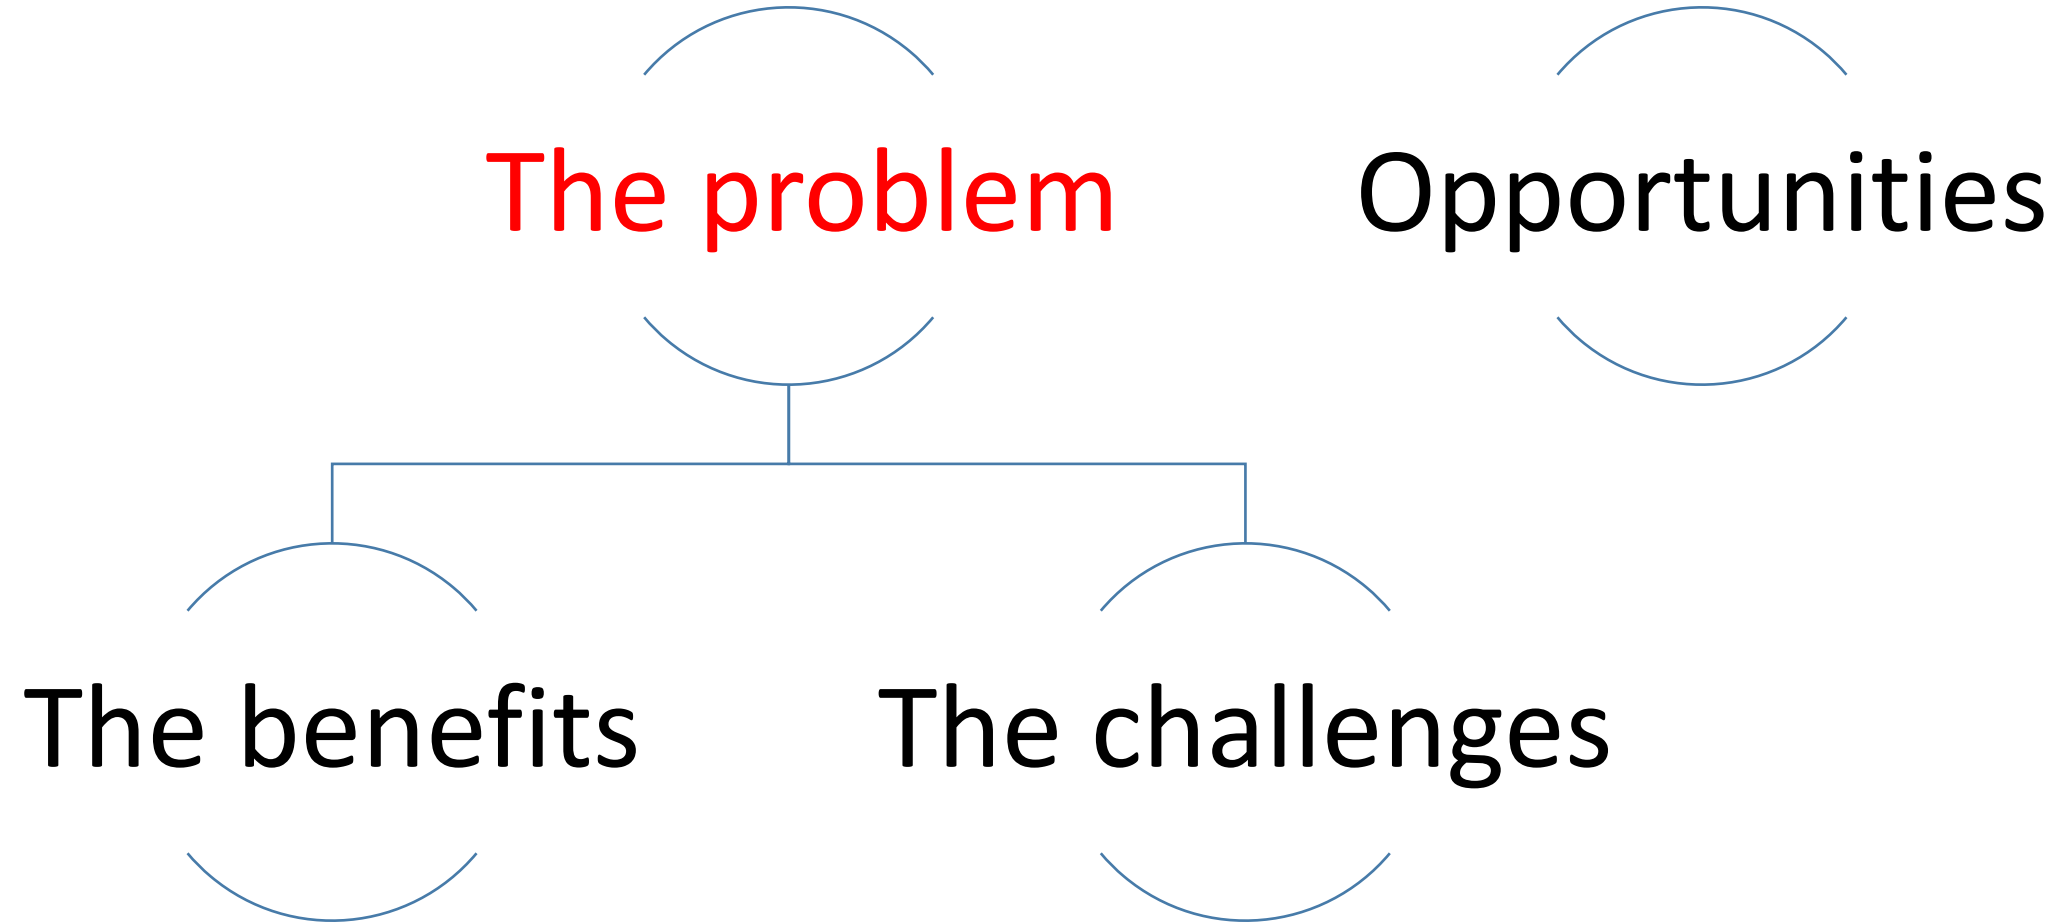 The problem
Opportunities
The benefits
The challenges